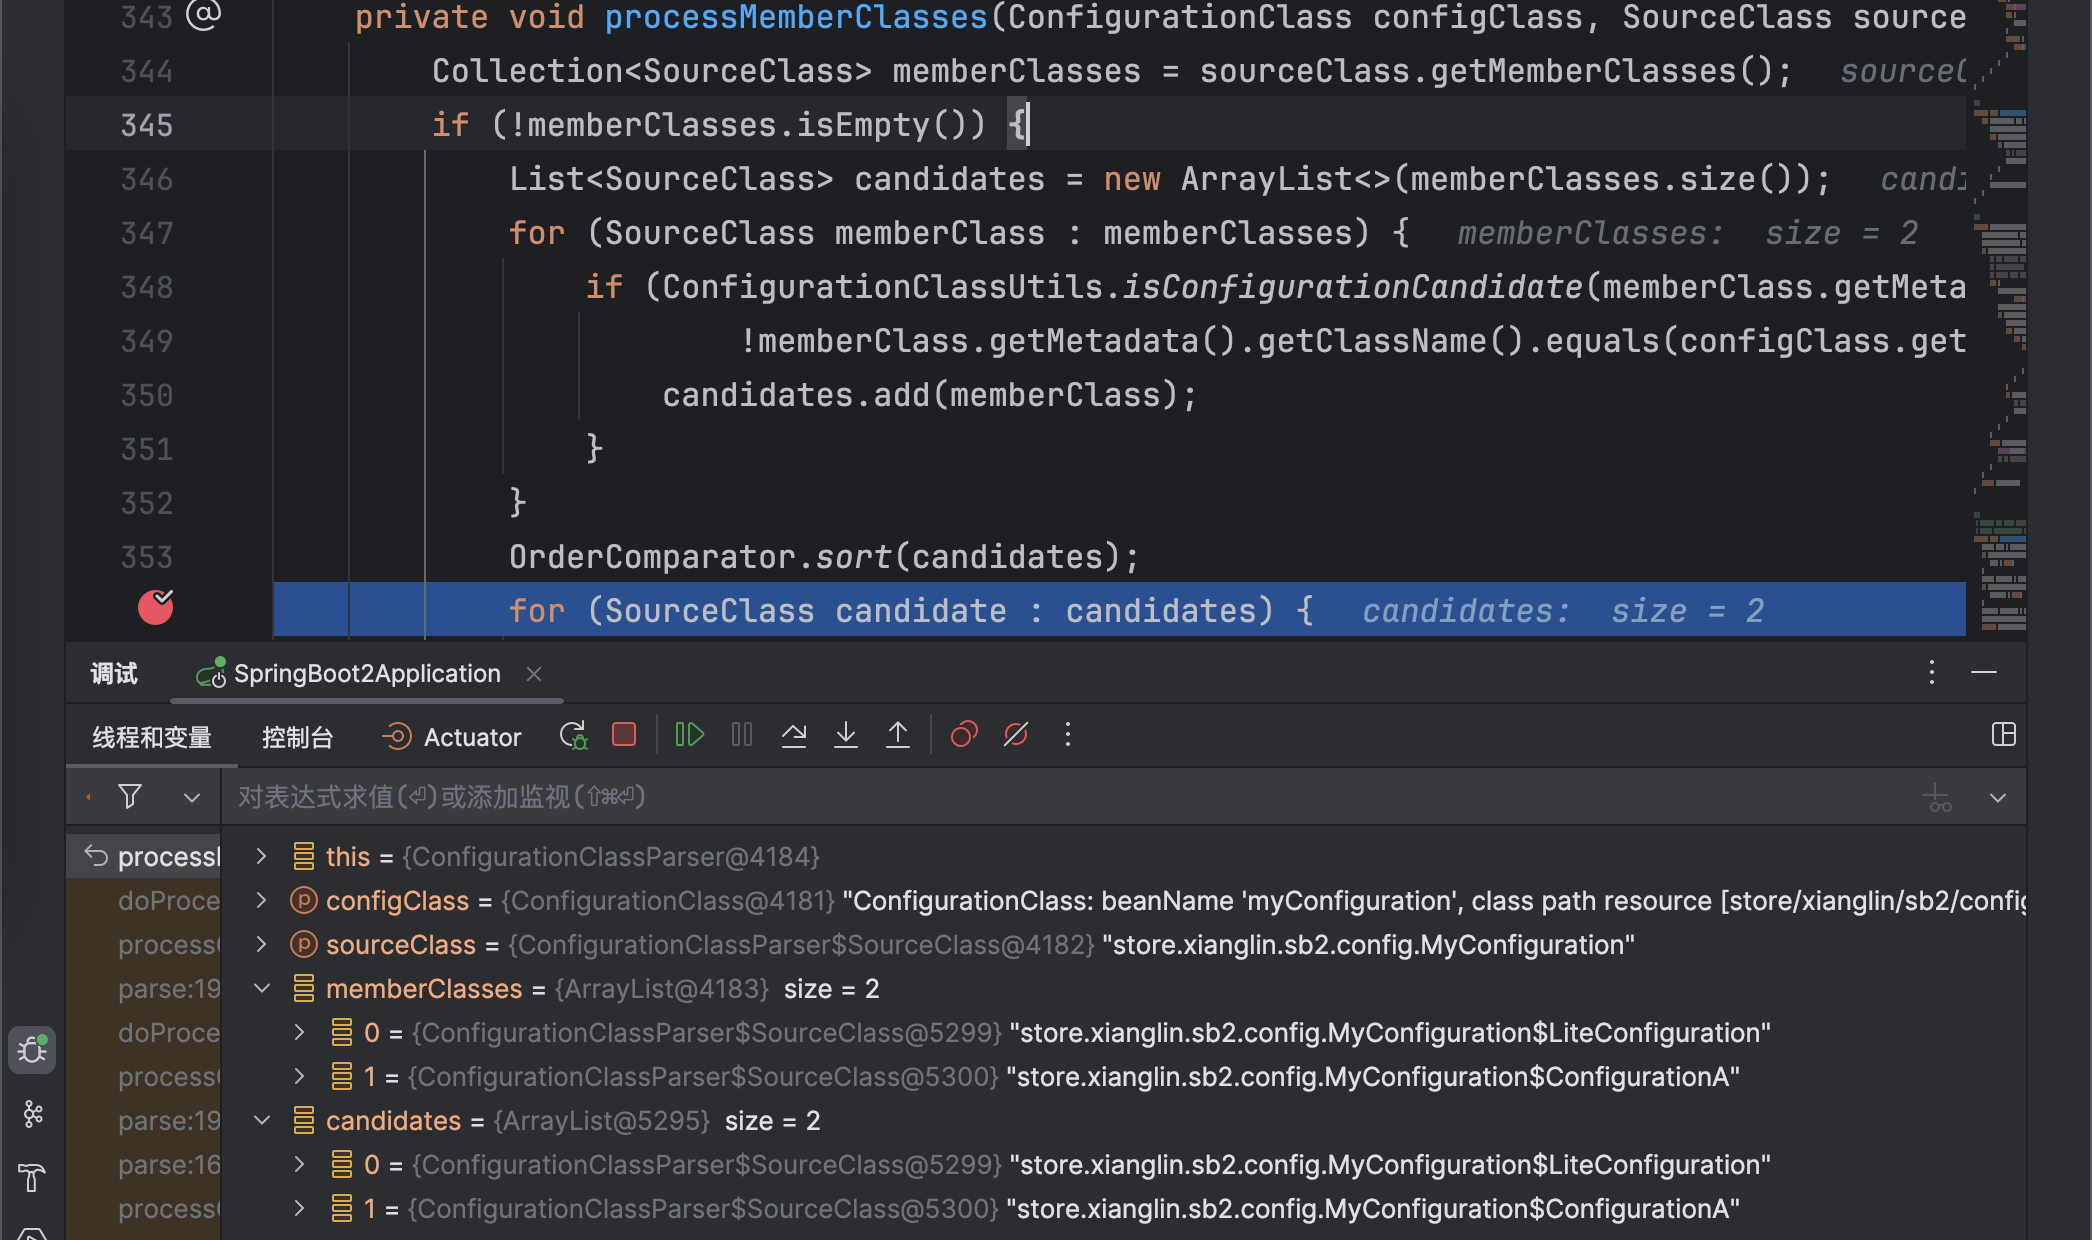 343 @ private void processMemberClasses(ConfigurationClass configClass, SourceClass source
344 Collection<SourceClass> memberClasses = sourceClass.getMemberClasses(); sourceC
345 if (!memberClasses.isEmpty()) {
346 List<SourceClass> candidates = new ArrayList<>(memberClasses.size()); candi
347 for (SourceClass memberClass : memberClasses) { memberClasses: size = 2
348 if (ConfigurationClassUtils.isConfigurationCandidate(memberClass.getMeta
349 !memberClass.getMetadata().getClassName().equals(configClass.get
350 candidates.add(memberClass);
351 }
352 }
353 OrderComparator.sort(candidates);
for (SourceClass candidate : candidates) { candidates: size = 2
调试 SpringBoot2Application
线程和变量 控制台 Actuator
对表达式求值(⏎)或添加监视(⇧⌘⏎)
processI
doProce
process(
parse:19
doProce
process(
parse:19
parse:16
process(
this = {ConfigurationClassParser@4184}
configClass = {ConfigurationClass@4181} "ConfigurationClass: beanName 'myConfiguration', class path resource [store/xianglin/sb2/config
sourceClass = {ConfigurationClassParser$SourceClass@4182} "store.xianglin.sb2.config.MyConfiguration"
memberClasses = {ArrayList@4183} size = 2
0 = {ConfigurationClassParser$SourceClass@5299} "store.xianglin.sb2.config.MyConfiguration$LiteConfiguration"
1 = {ConfigurationClassParser$SourceClass@5300} "store.xianglin.sb2.config.MyConfiguration$ConfigurationA"
candidates = {ArrayList@5295} size = 2
0 = {ConfigurationClassParser$SourceClass@5299} "store.xianglin.sb2.config.MyConfiguration$LiteConfiguration"
1 = {ConfigurationClassParser$SourceClass@5300} "store.xianglin.sb2.config.MyConfiguration$ConfigurationA"